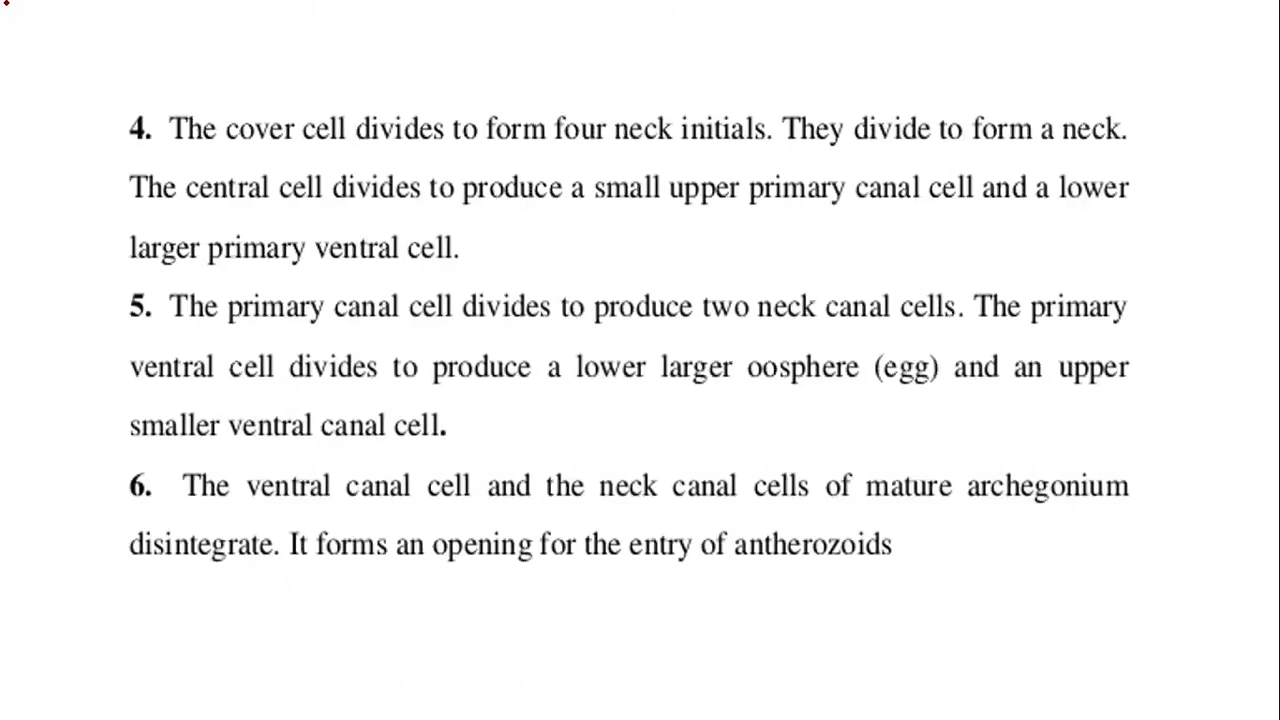 4. The cover cell divides to form four neck initials. They divide to form a neck.
The central cell divides to produce a small upper primary canal cell and a lower
larger primary ventral cell.
5. The primary canal cell divides to produce two neck canal cells. The primary
ventral cell divides to produce a lower larger oosphere (egg) and an upper
smaller ventral canal cell.
6. The ventral canal cell and the neck canal cells of mature archegonium
disintegrate. It forms an opening for the entry of antherozoids